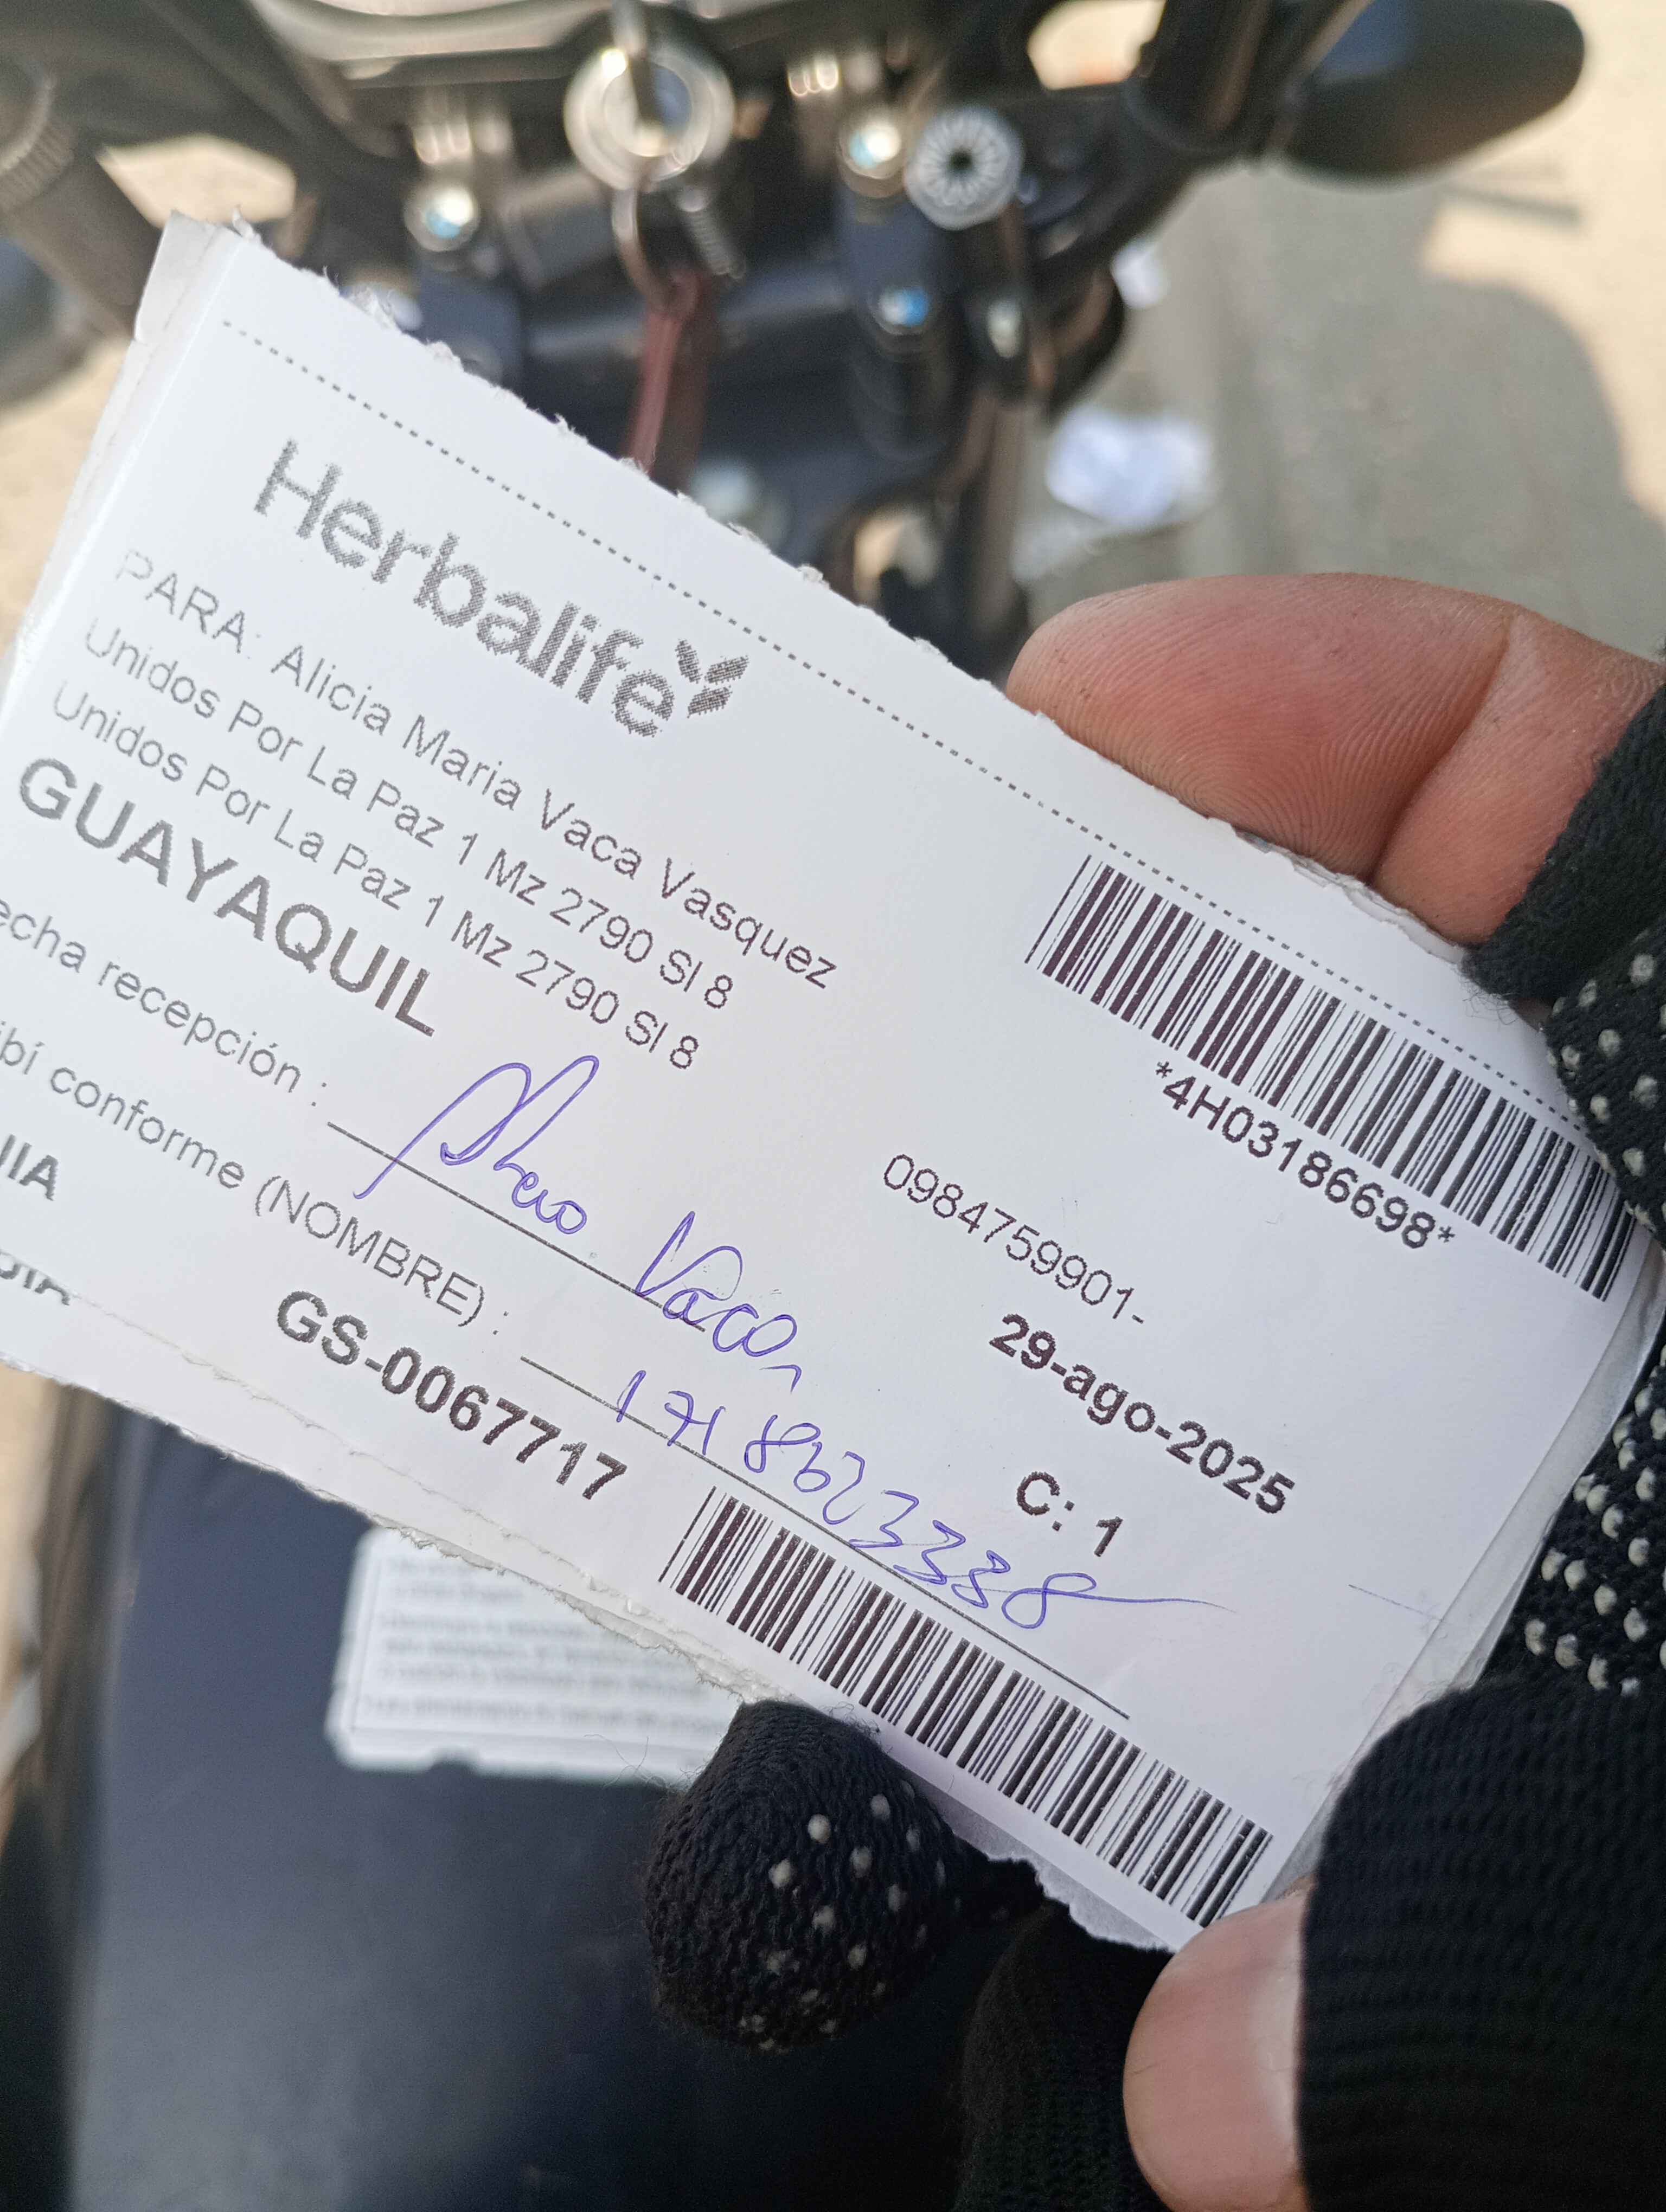 Herbalife
*4H03186698*
PARA: Alicia Maria Vaca Vasquez
Unidos Por La Paz 1 Mz 2790 Sl 8
Unidos Por La Paz 1 Mz 2790 Sl 8
GUAYAQUIL
0984759901-
echa recepción :
Vaca
29-ago-2025
ibí conforme (NOMBRE) :
1718623338
C: 1
GS-0067717